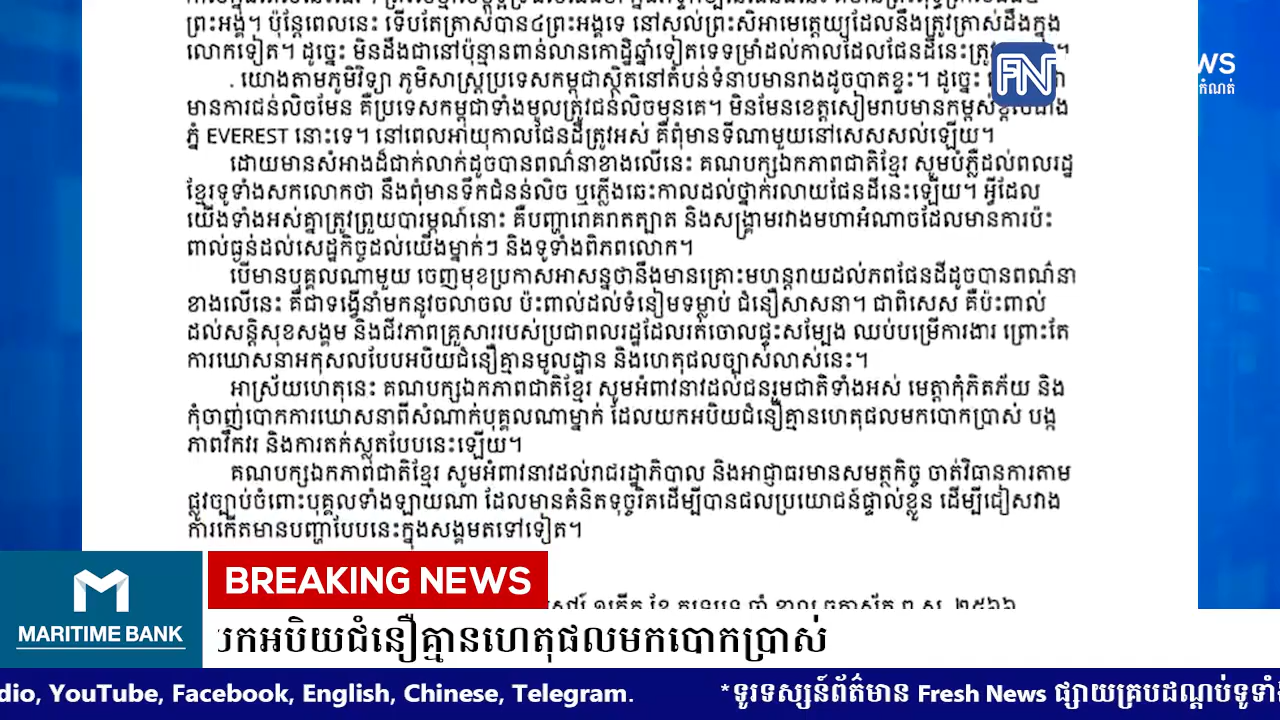 ព្រះអង្គ។ ប៉ុន្តែពេលនេះ ទើបតែត្រាស់បាន៤ព្រះអង្គទេ នៅសល់ព្រះសិអាមេត្តេយ្យដែលនឹងត្រូវត្រាស់ដឹងក្នុង
លោកទៀត។ ដូច្នេះ មិនដឹងជានៅប៉ុន្មានពាន់លានកោដ្ឋិឆ្នាំទៀតទេទម្រាំដល់កាលដែលផែនដីនេះត្រូវ
. យោងតាមភូមិវិទ្យា ភូមិសាស្ត្រប្រទេសកម្ពុជាស្ថិតនៅតំបន់ទំនាបមានរាងដូចបាតខ្ទះ។ ដូច្នេះ
មានការជន់លិចមែន គឺប្រទេសកម្ពុជាទាំងមូលត្រូវជន់លិចមុនគេ។ មិនមែនខេត្តសៀមរាបមានកម្ពស់
ភ្នំ EVEREST នោះទេ។ នៅពេលអាយុកាលផែនដីត្រូវអស់ គឺពុំមានទីណាមួយនៅសេសសល់ឡើយ។
ដោយមានសំអាងដ៏ជាក់លាក់ដូចបានពណ៌នាខាងលើនេះ គណបក្សឯកភាពជាតិខ្មែរ សូមបំភ្លឺដល់ពលរដ្ឋ
ខ្មែរទូទាំងសកលោកថា នឹងពុំមានទឹកជំនន់លិច ឬភ្លើងឆេះកាលដល់ថ្នាក់រលាយផែនដីនេះឡើយ។ អ្វីដែល
យើងទាំងអស់គ្នាត្រូវព្រួយបារម្ភណ៍នោះ គឺបញ្ហារោគរាតត្បាត និងសង្គ្រាមរវាងមហាអំណាចដែលមានការប៉ះ
ពាល់ធ្ងន់ដល់សេដ្ឋកិច្ចដល់យើងម្នាក់ៗ និងទូទាំងពិភពលោក។
បើមានបុគ្គលណាមួយ ចេញមុខប្រកាសអាសន្នថានឹងមានគ្រោះមហន្តរាយដល់ភពផែនដីដូចបានពណ៌នា
ខាងលើនេះ គឺជាទង្វើនាំមកនូវចលាចល ប៉ះពាល់ដល់ទំនៀមទម្លាប់ ជំនឿសាសនា។ ជាពិសេស គឺប៉ះពាល់
ដល់សន្តិសុខសង្គម និងជីវភាពគ្រួសាររបស់ប្រជាពលរដ្ឋដែលរត់ចោលផ្ទះសម្បែង ឈប់បម្រើការងារ ព្រោះតែ
ការឃោសនាអកុសលបែបអបិយជំនឿគ្មានមូលដ្ឋាន និងហេតុផលច្បាស់លាស់នេះ។
អាស្រ័យហេតុនេះ គណបក្សឯកភាពជាតិខ្មែរ សូមអំពាវនាវដល់ជនរួមជាតិទាំងអស់ មេត្តាកុំភិតភ័យ និង
កុំចាញ់បោកការឃោសនាពីសំណាក់បុគ្គលណាម្នាក់ ដែលយកអបិយជំនឿគ្មានហេតុផលមកបោកប្រាស់ បង្ក
ភាពវឹកវរ និងការតក់ស្លុតបែបនេះឡើយ។
គណបក្សឯកភាពជាតិខ្មែរ សូមអំពាវនាវដល់រាជរដ្ឋាភិបាល និងអាជ្ញាធរមានសមត្ថកិច្ច ចាត់វិធានការតាម
ផ្លូវច្បាប់ចំពោះបុគ្គលទាំងឡាយណា ដែលមានគំនិតទុច្ចរិតដើម្បីបានផលប្រយោជន៍ផ្ទាល់ខ្លួន ដើម្បីជៀសវាង
ការកើតមានបញ្ហាបែបនេះក្នុងសង្គមតទៅទៀត។
FN
WS
BREAKING NEWS
MARITIME BANK
យកអបិយជំនឿគ្មានហេតុផលមកបោកប្រាស់
dio, YouTube, Facebook, English, Chinese, Telegram. *ទូរទស្សន៍ព័ត៌មាន Fresh News ផ្សាយគ្របដណ្តប់ទូទាំង